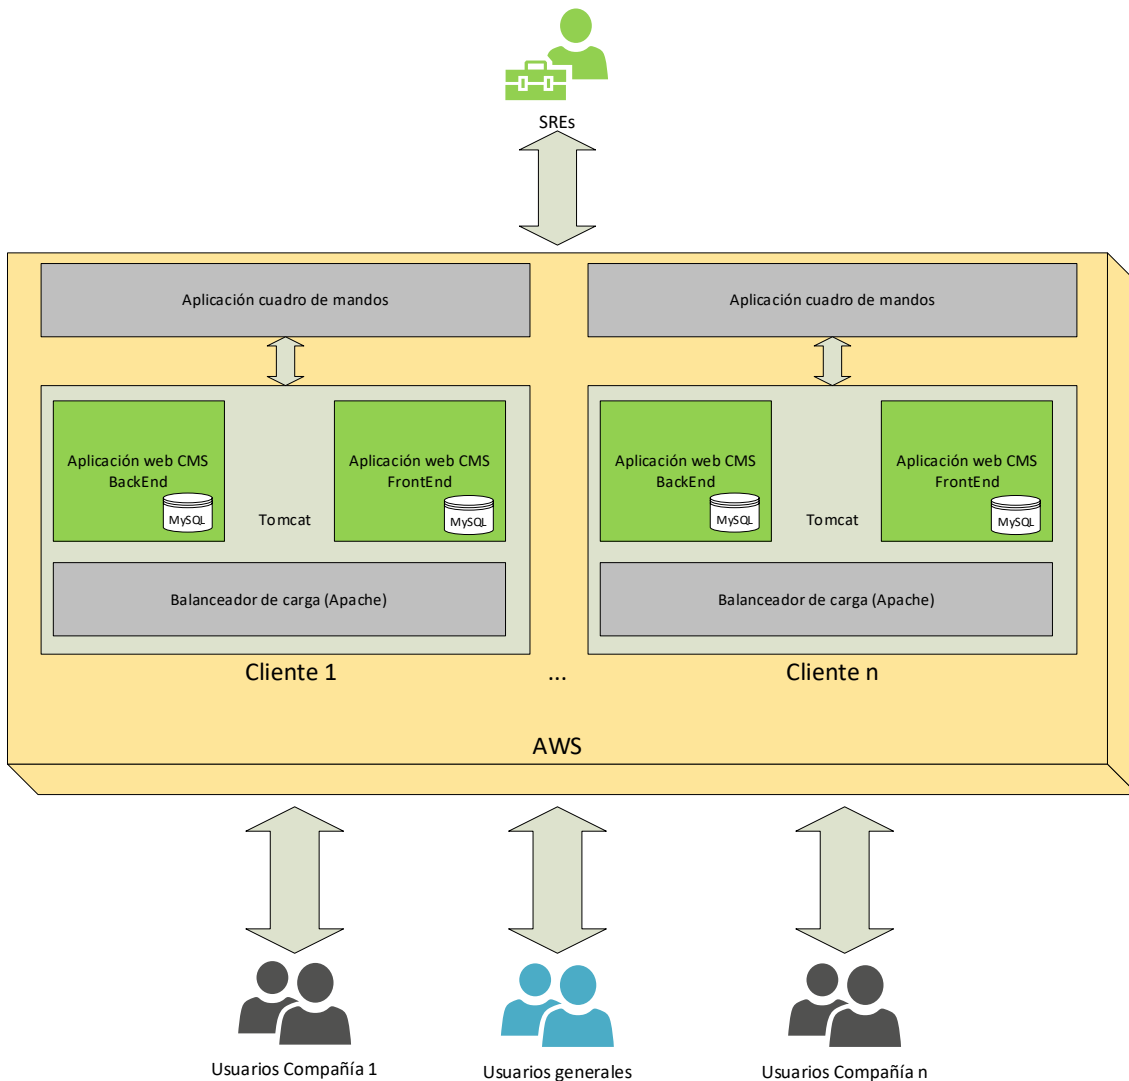 SREs
Aplicación cuadro de mandos
Aplicación cuadro de mandos
Aplicación web CMS
BackEnd
MySQL
Tomcat
Aplicación web CMS
FrontEnd
MySQL
Balanceador de carga (Apache)
Cliente 1
...
Aplicación web CMS
BackEnd
MySQL
Tomcat
Aplicación web CMS
FrontEnd
MySQL
Balanceador de carga (Apache)
Cliente n
AWS
Usuarios Compañía 1
Usuarios generales
Usuarios Compañía n